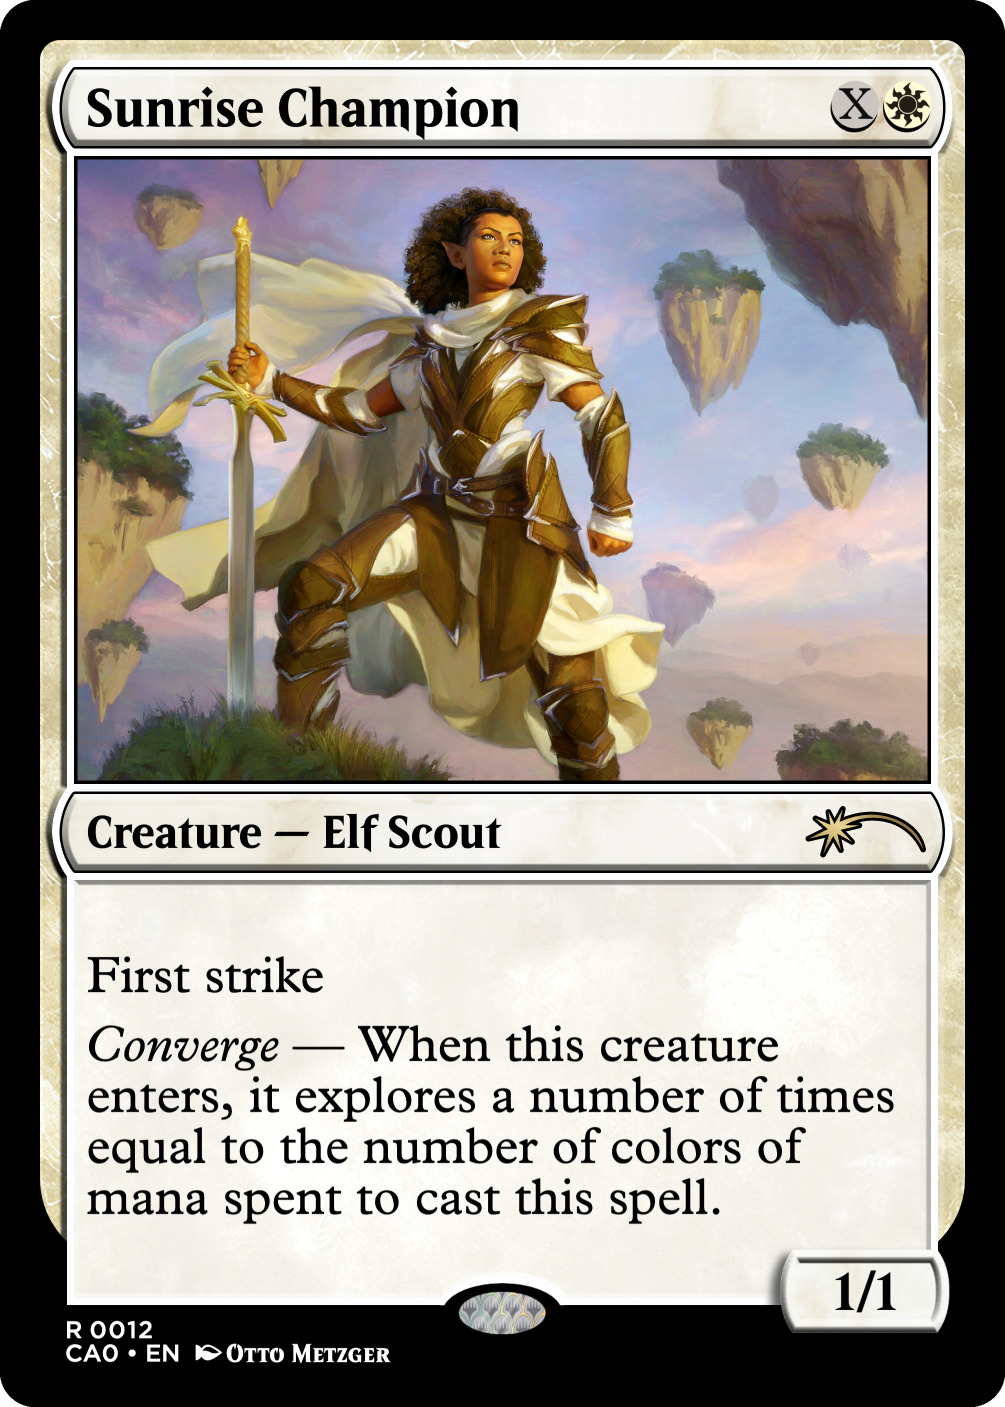 Sunrise Champion X
Creature — Elf Scout
First strike
Converge — When this creature
enters, it explores a number of times
equal to the number of colors of
mana spent to cast this spell.
1/1
R 0012
CAO • EN Otto Metzger